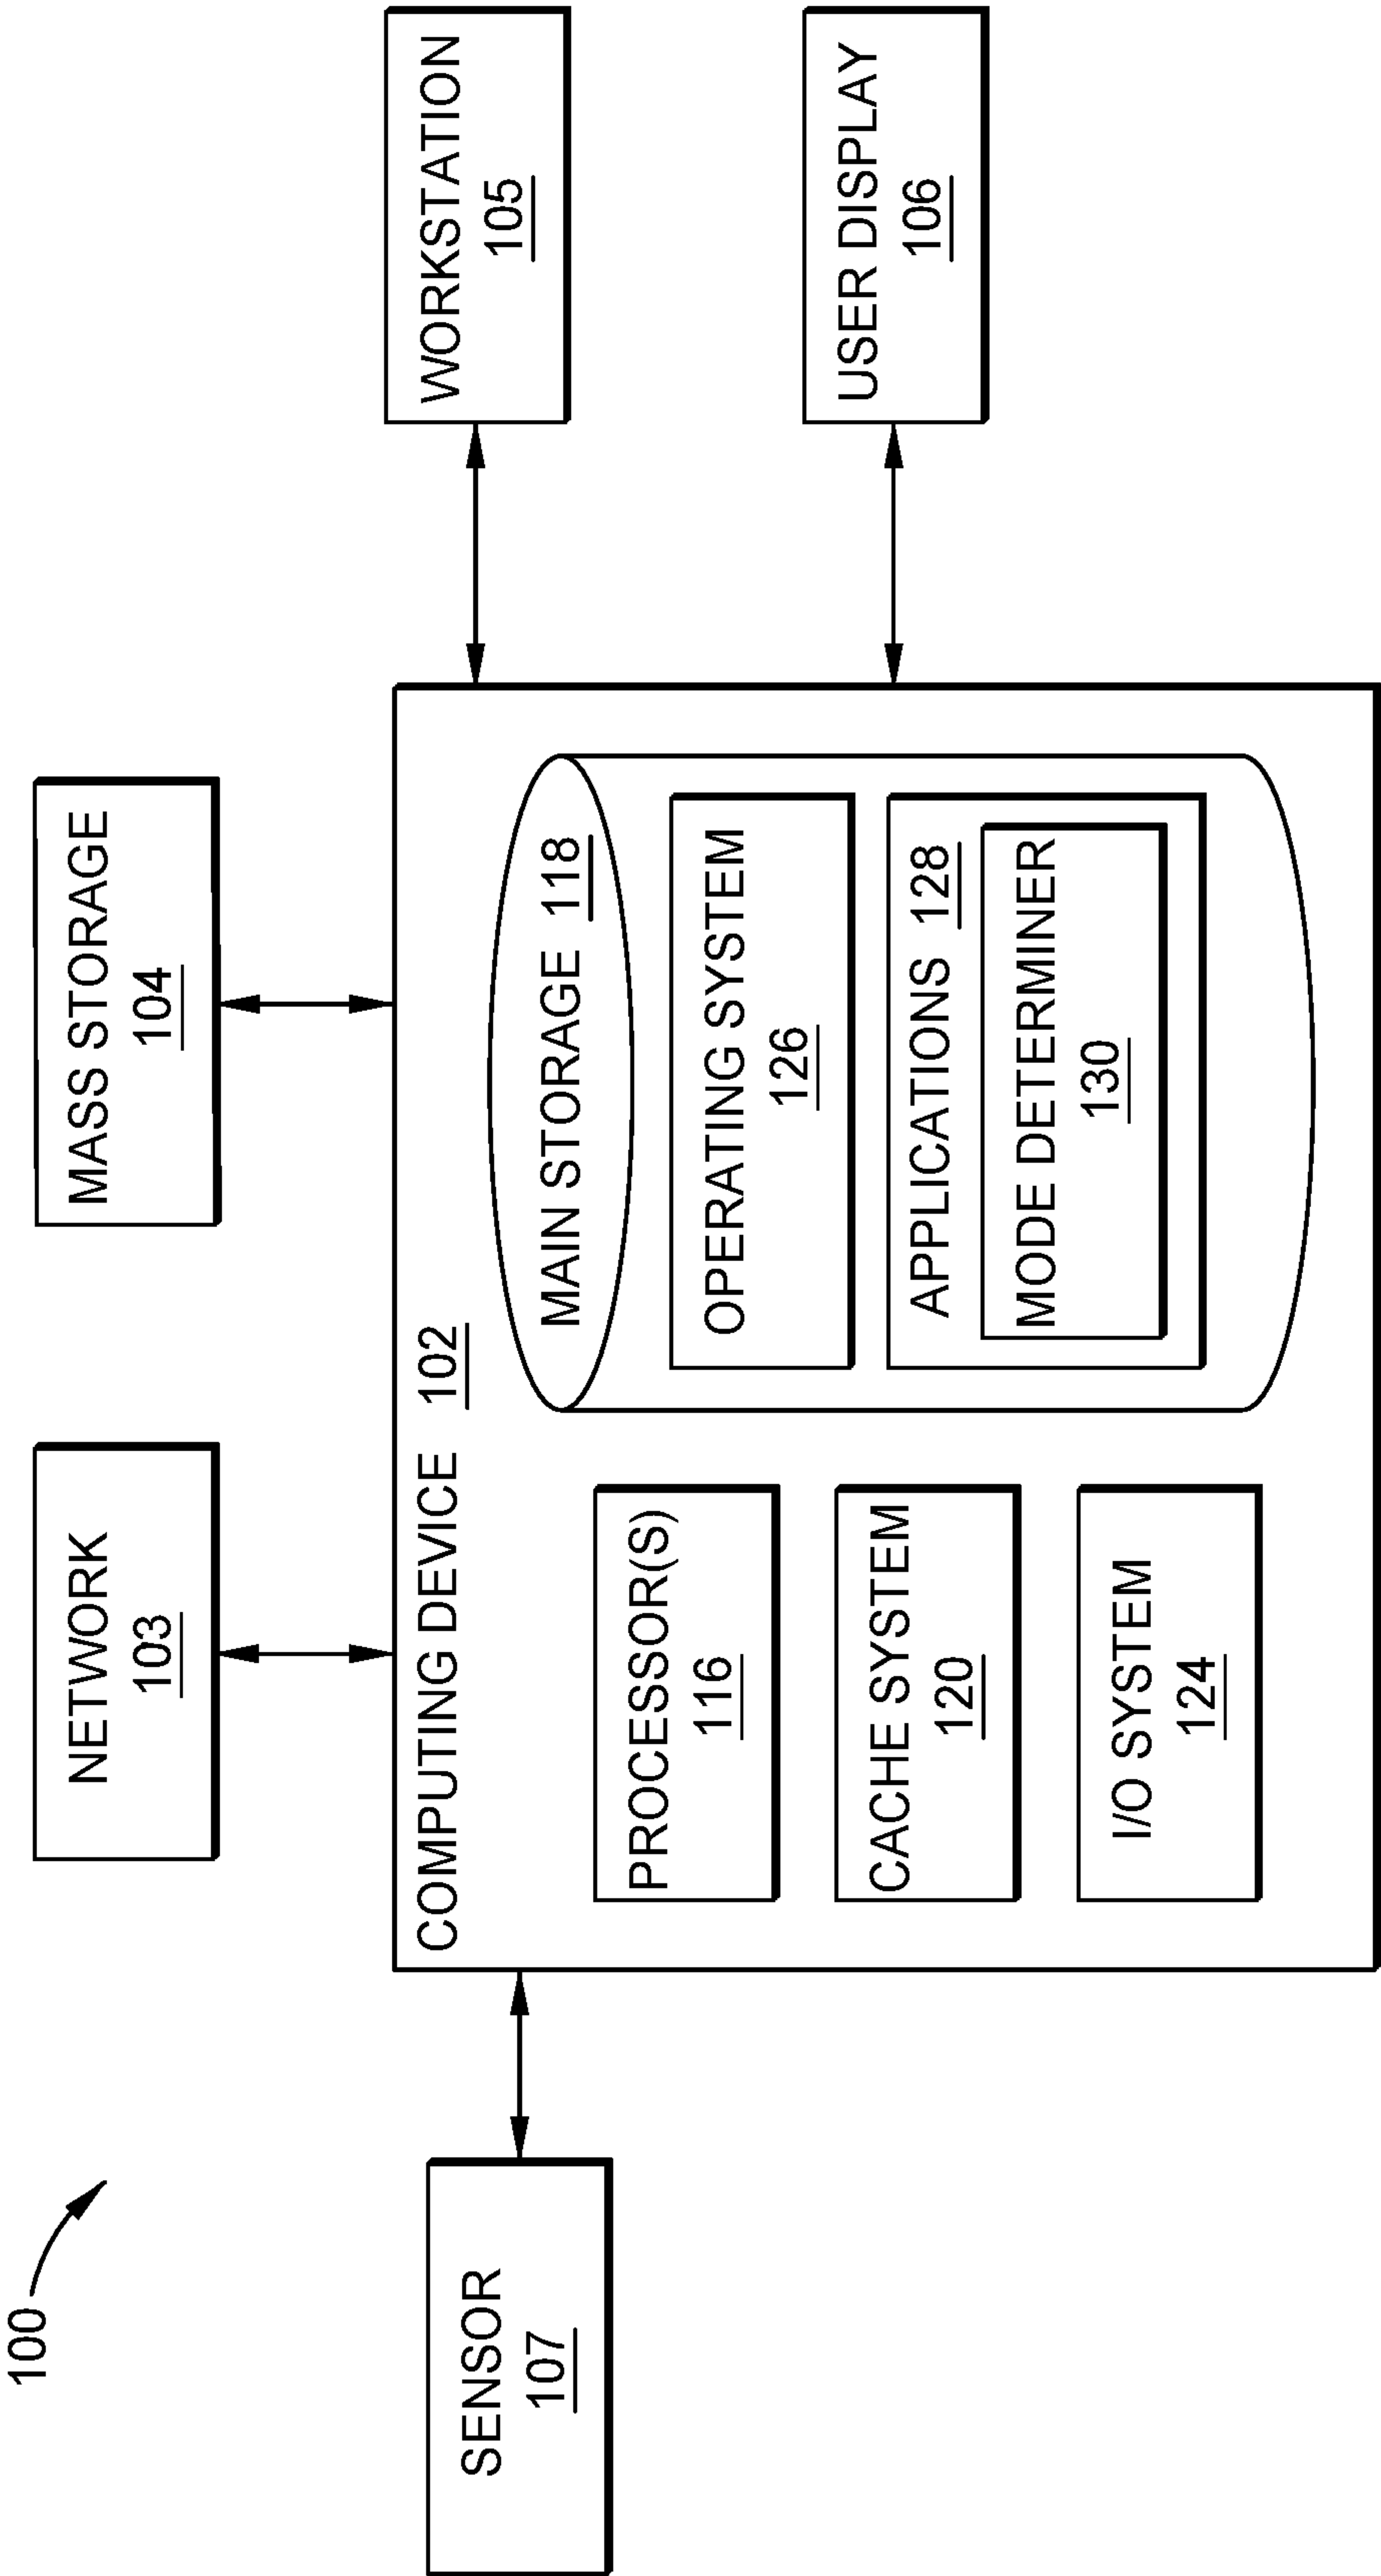 100
NETWORK
103
MASS STORAGE
104
SENSOR
107
COMPUTING DEVICE 102
PROCESSOR(S)
116
CACHE SYSTEM
120
I/O SYSTEM
124
MAIN STORAGE 118
OPERATING SYSTEM
126
APPLICATIONS 128
MODE DETERMINER
130
WORKSTATION
105
USER DISPLAY
106